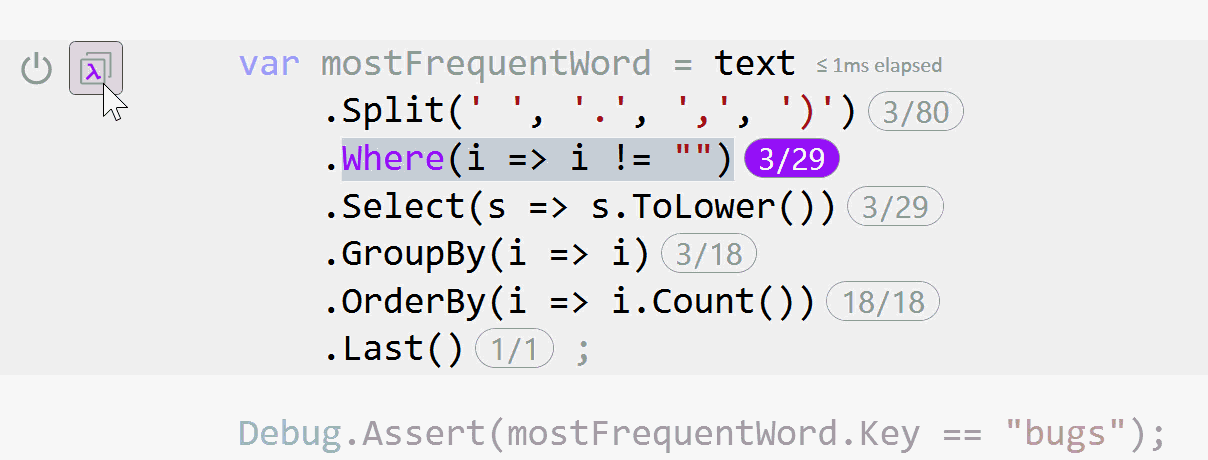 var mostFrequentWord = text ≤ 1ms elapsed
.Split(' ', '.', ',', ')') 3/80
.Where(i => i != "") 3/29
.Select(s => s.ToLower()) 3/29
.GroupBy(i => i) 3/18
.OrderBy(i => i.Count()) 18/18
.Last() 1/1 ;
Debug.Assert(mostFrequentWord.Key == "bugs");